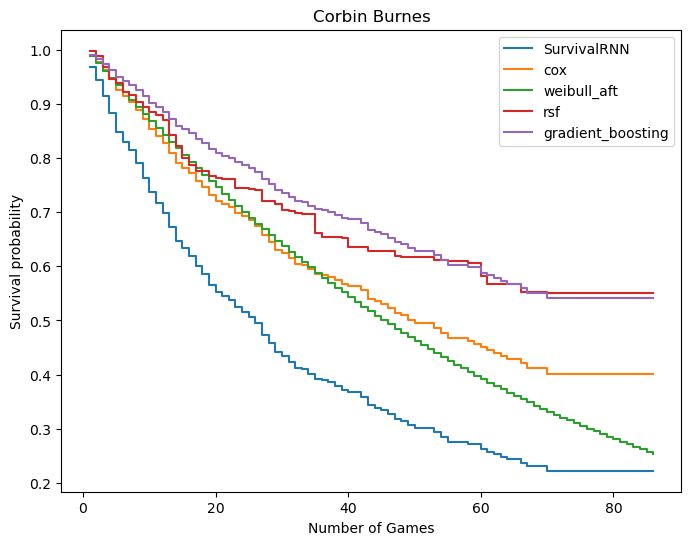 Corbin Burnes
SurvivalRNN
cox
weibull_aft
rsf
gradient_boosting
Survival probability
1.0
0.9
0.8
0.7
0.6
0.5
0.4
0.3
0.2
0 20 40 60 80
Number of Games